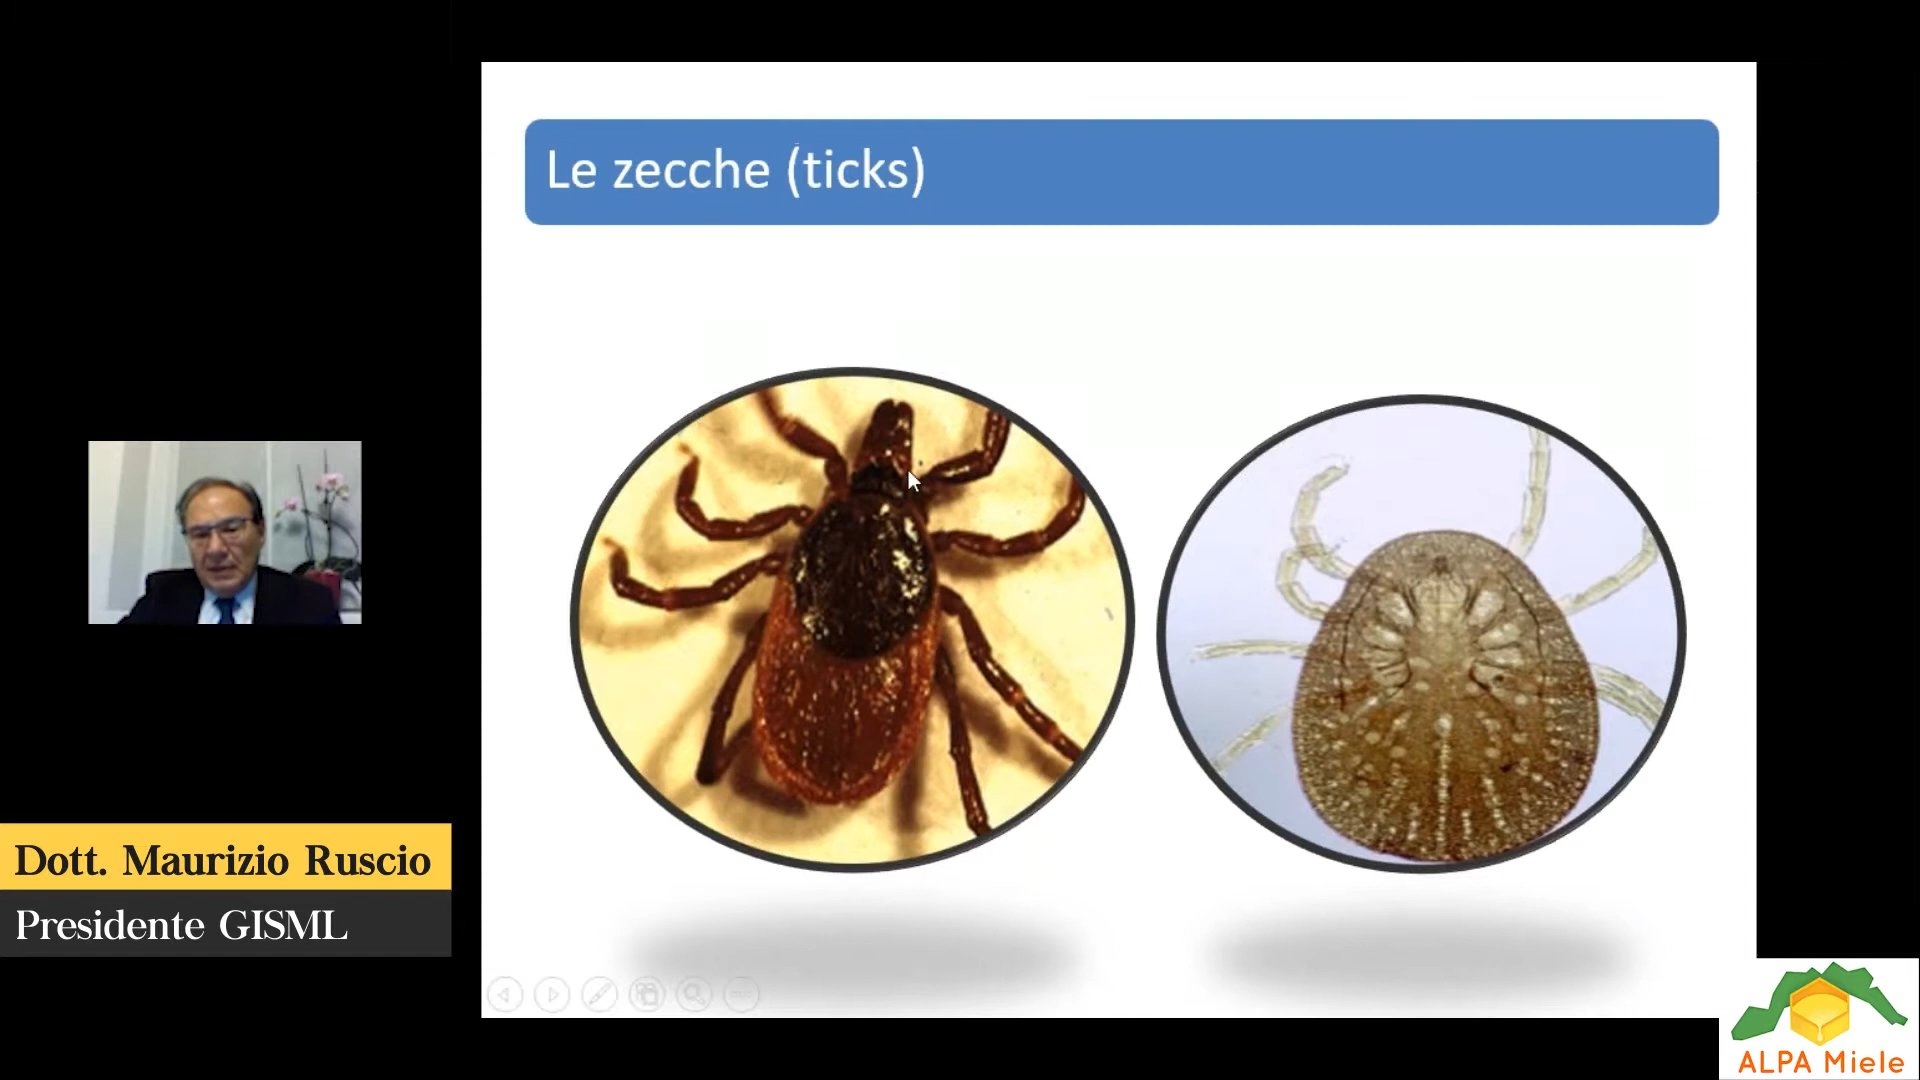 Le zecche (ticks)
Dott. Maurizio Ruscio
Presidente GISML
ALPA Miele